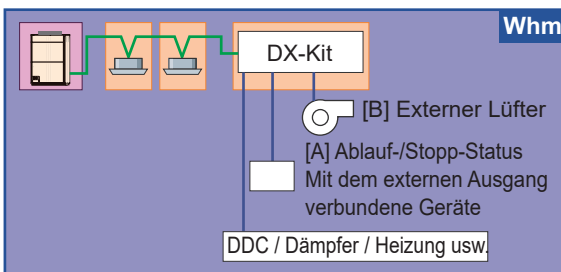 Whm
DX-Kit
[B] Externer Lüfter
[A] Ablauf-/Stopp-Status
Mit dem externen Ausgang
verbundene Geräte
DDC / Dämpfer / Heizung usw.